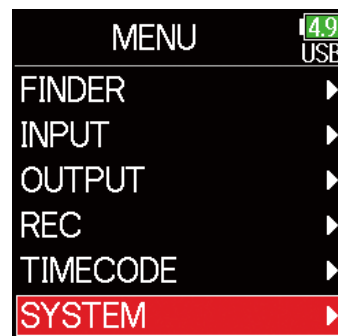 MENU
4.9
USB
FINDER
INPUT
OUTPUT
REC
TIMECODE
SYSTEM